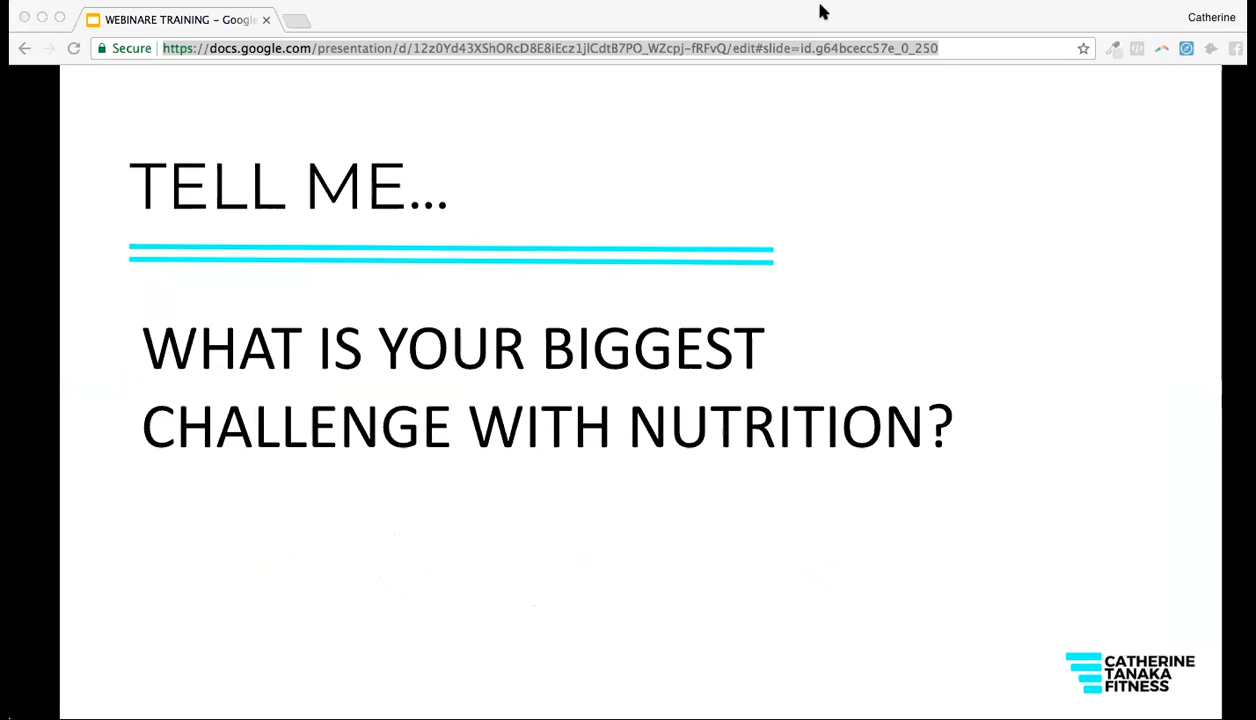 WEBINARE TRAINING – Google
Catherine
Secure
https://docs.google.com/presentation/d/12z0Yd43XShORcD8E8iEcz1jlCdtB7PO_WZcpj-fRFvQ/edit#slide=id.g64bcecc57e_0_250
TELL ME...
WHAT IS YOUR BIGGEST
CHALLENGE WITH NUTRITION?
CATHERINE
TANAKA
FITNESS